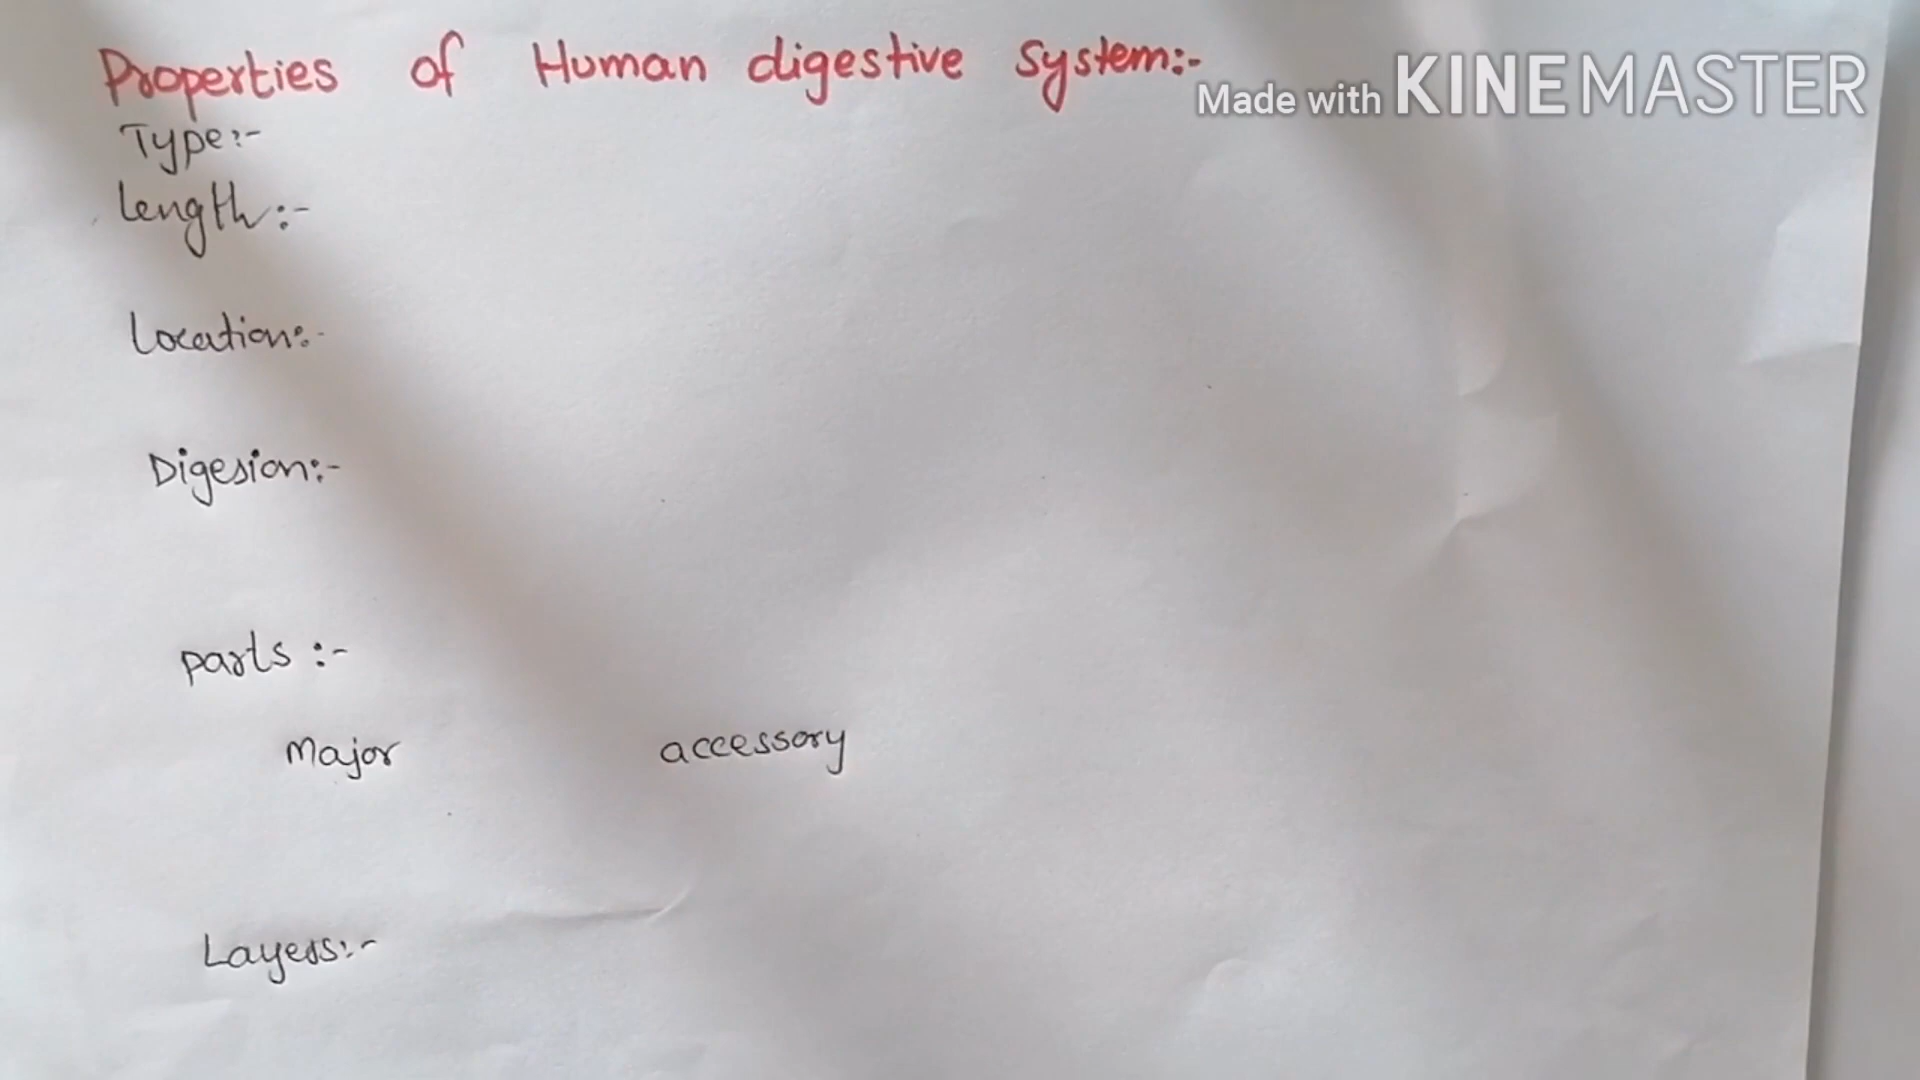 Properties of Human digestive System:-
Made with KINEMASTER
Type:-
Length:-
Location:-
Digesion:-
parts :-
Major accessory
Layers:-